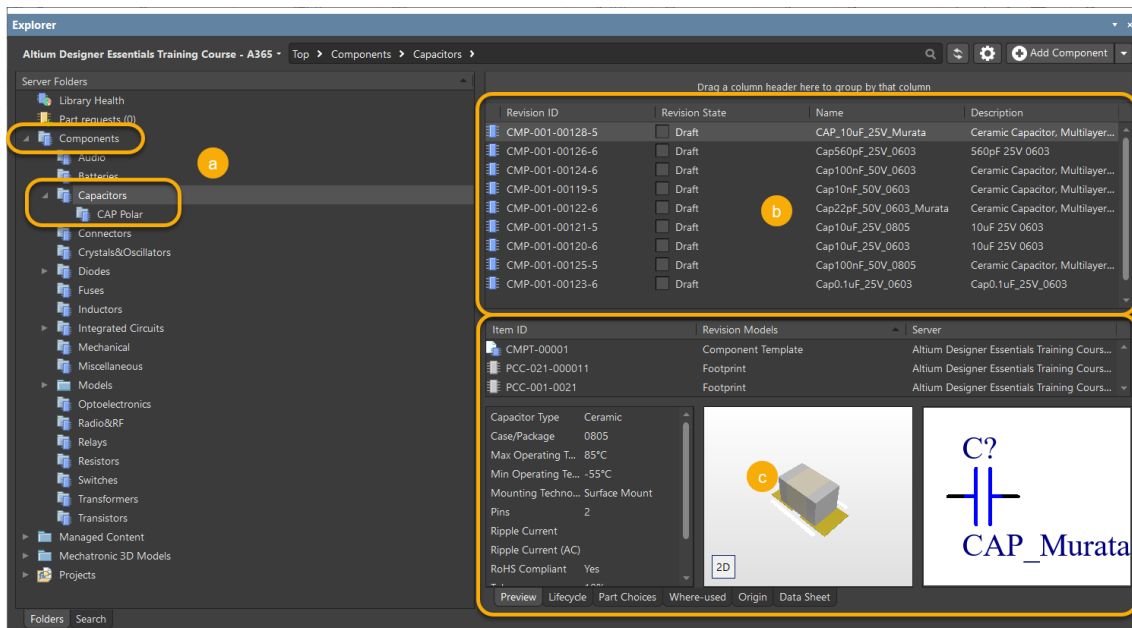 Explorer
Altium Designer Essentials Training Course - A365 Top > Components > Capacitors > Add Component
Server Folders
Library Health
Part requests (0)
Components
Audio
Batteries
Capacitors
CAP Polar
Connectors
Crystals&Oscillators
Diodes
Fuses
Inductors
Integrated Circuits
Mechanical
Miscellaneous
Models
Optoelectronics
Radio&RF
Relays
Resistors
Switches
Transformers
Transistors
Managed Content
Mechatronic 3D Models
Projects
Folders Search
a
Drag a column header here to group by that column
Revision ID Revision State Name Description
CMP-001-00128-5 Draft CAP_10uF_25V_Murata Ceramic Capacitor, Multilayer...
CMP-001-00126-6 Draft Cap560pF_25V_0603 560pF 25V 0603
CMP-001-00124-6 Draft Cap100nF_50V_0603 Ceramic Capacitor, Multilayer...
CMP-001-00119-5 Draft Cap10nF_50V_0603 Ceramic Capacitor, Multilayer...
CMP-001-00122-6 Draft Cap22pF_50V_0603_Murata Ceramic Capacitor, Multilayer...
CMP-001-00121-5 Draft Cap10uF_25V_0805 10uF 25V 0603
CMP-001-00120-6 Draft Cap10uF_25V_0603 10uF 25V 0603
CMP-001-00125-5 Draft Cap100nF_50V_0805 Ceramic Capacitor, Multilayer...
CMP-001-00123-6 Draft Cap0.1uF_25V_0603 Cap0.1uF_25V_0603
b
Item ID Revision Models Server
CMPT-00001 Component Template Altium Designer Essentials Training Cours...
PCC-021-000011 Footprint Altium Designer Essentials Training Cours...
PCC-001-0021 Footprint Altium Designer Essentials Training Cours...
Capacitor Type Ceramic
Case/Package 0805
Max Operating T... 85°C
Min Operating Te... -55°C
Mounting Techno... Surface Mount
Pins 2
Ripple Current
Ripple Current (AC)
RoHS Compliant Yes
c
2D
C?
CAP_Murata
Preview Lifecycle Part Choices Where-used Origin Data Sheet